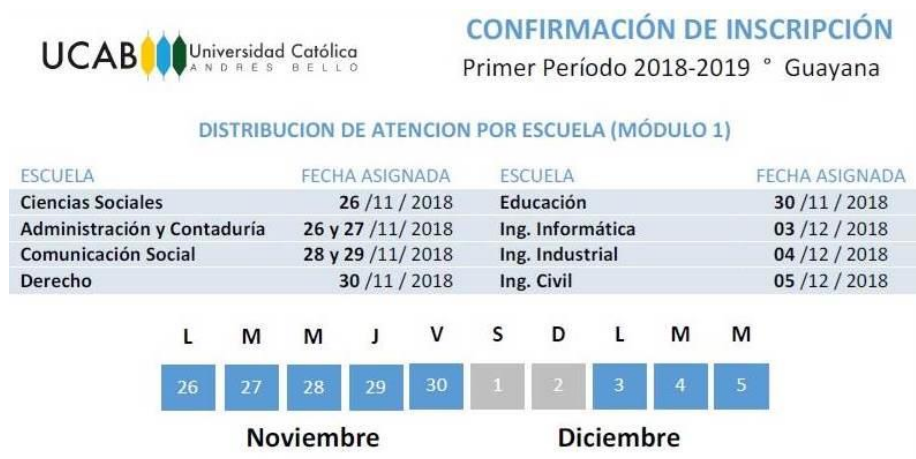 UCAB Universidad Católica
ANDRES BELLO
CONFIRMACIÓN DE INSCRIPCIÓN
Primer Período 2018-2019 ° Guayana
DISTRIBUCION DE ATENCION POR ESCUELA (MÓDULO 1)
ESCUELA FECHA ASIGNADA ESCUELA FECHA ASIGNADA
Ciencias Sociales 26 /11 / 2018 Educación 30 /11 / 2018
Administración y Contaduría 26 y 27 /11/ 2018 Ing. Informática 03 /12 / 2018
Comunicación Social 28 y 29 /11/ 2018 Ing. Industrial 04 /12 / 2018
Derecho 30 /11 / 2018 Ing. Civil 05 /12 / 2018
L M M J V S D L M M
26 27 28 29 30 1 2 3 4 5
Noviembre Diciembre